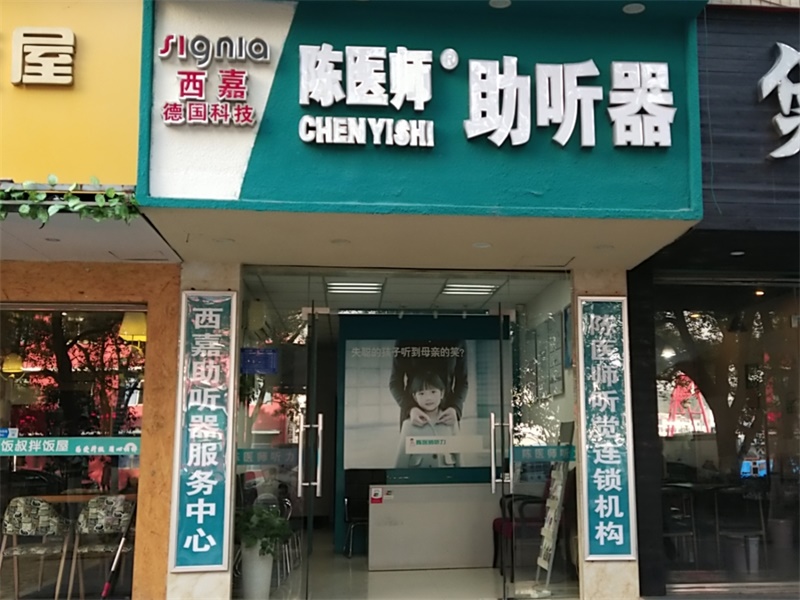 屋
signia
西嘉
德国科技
陈医师®
CHENYISHI
助听器
西嘉助听器服务中心
陈医师听觉连锁机构
失聪的孩子听到母亲的笑?
饭叔拌饭屋